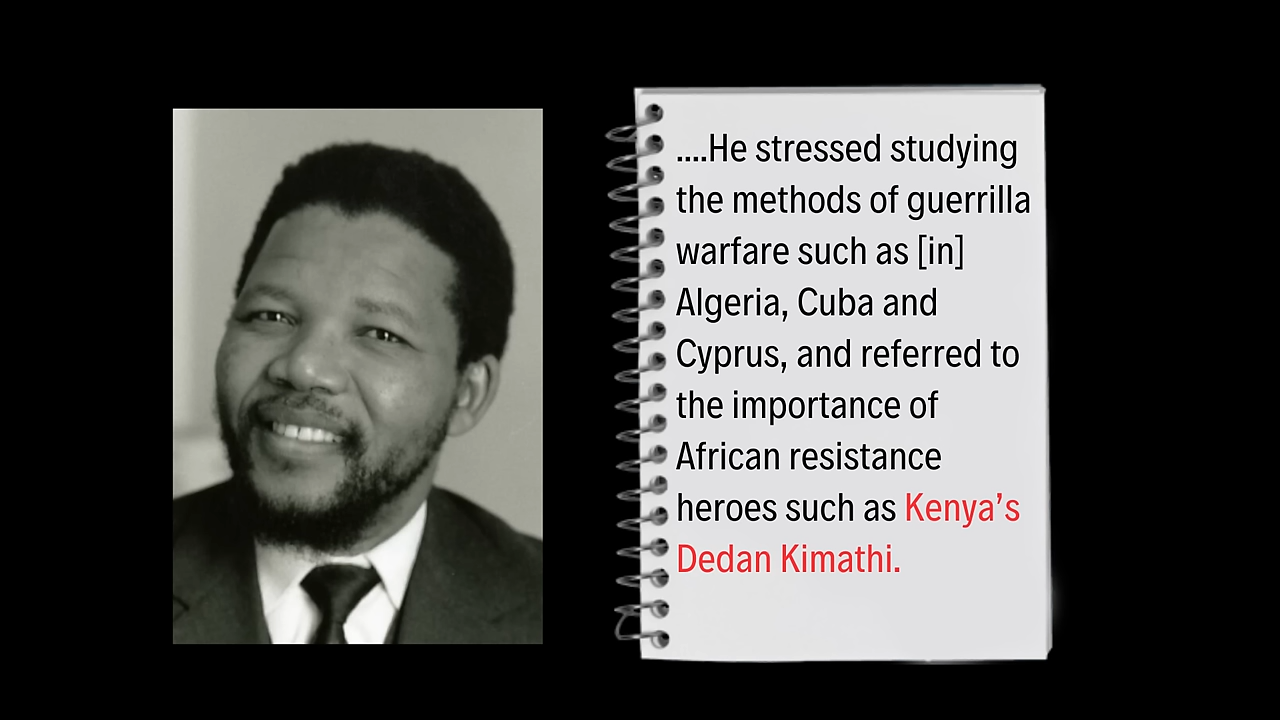 ....He stressed studying
the methods of guerrilla
warfare such as [in]
Algeria, Cuba and
Cyprus, and referred to
the importance of
African resistance
heroes such as Kenya’s
Dedan Kimathi.